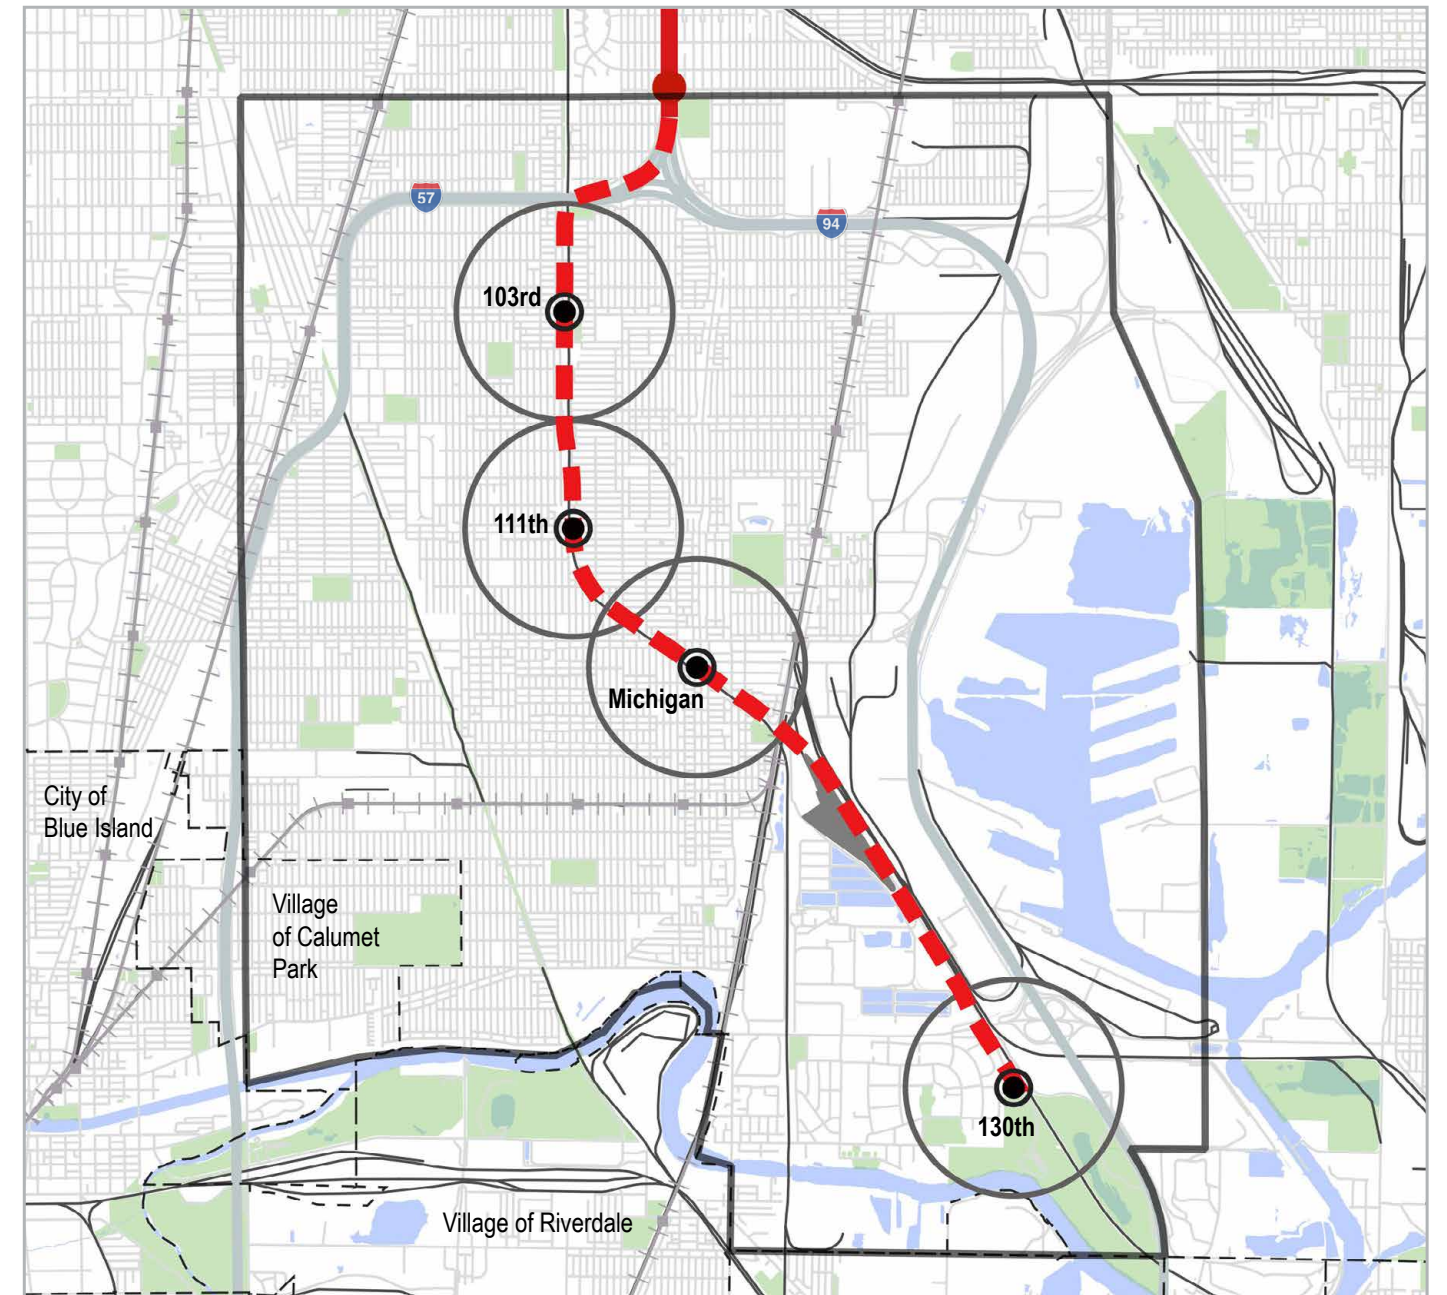 57
94
103rd
111th
Michigan
City of
Blue Island
Village
of Calumet
Park
130th
Village of Riverdale